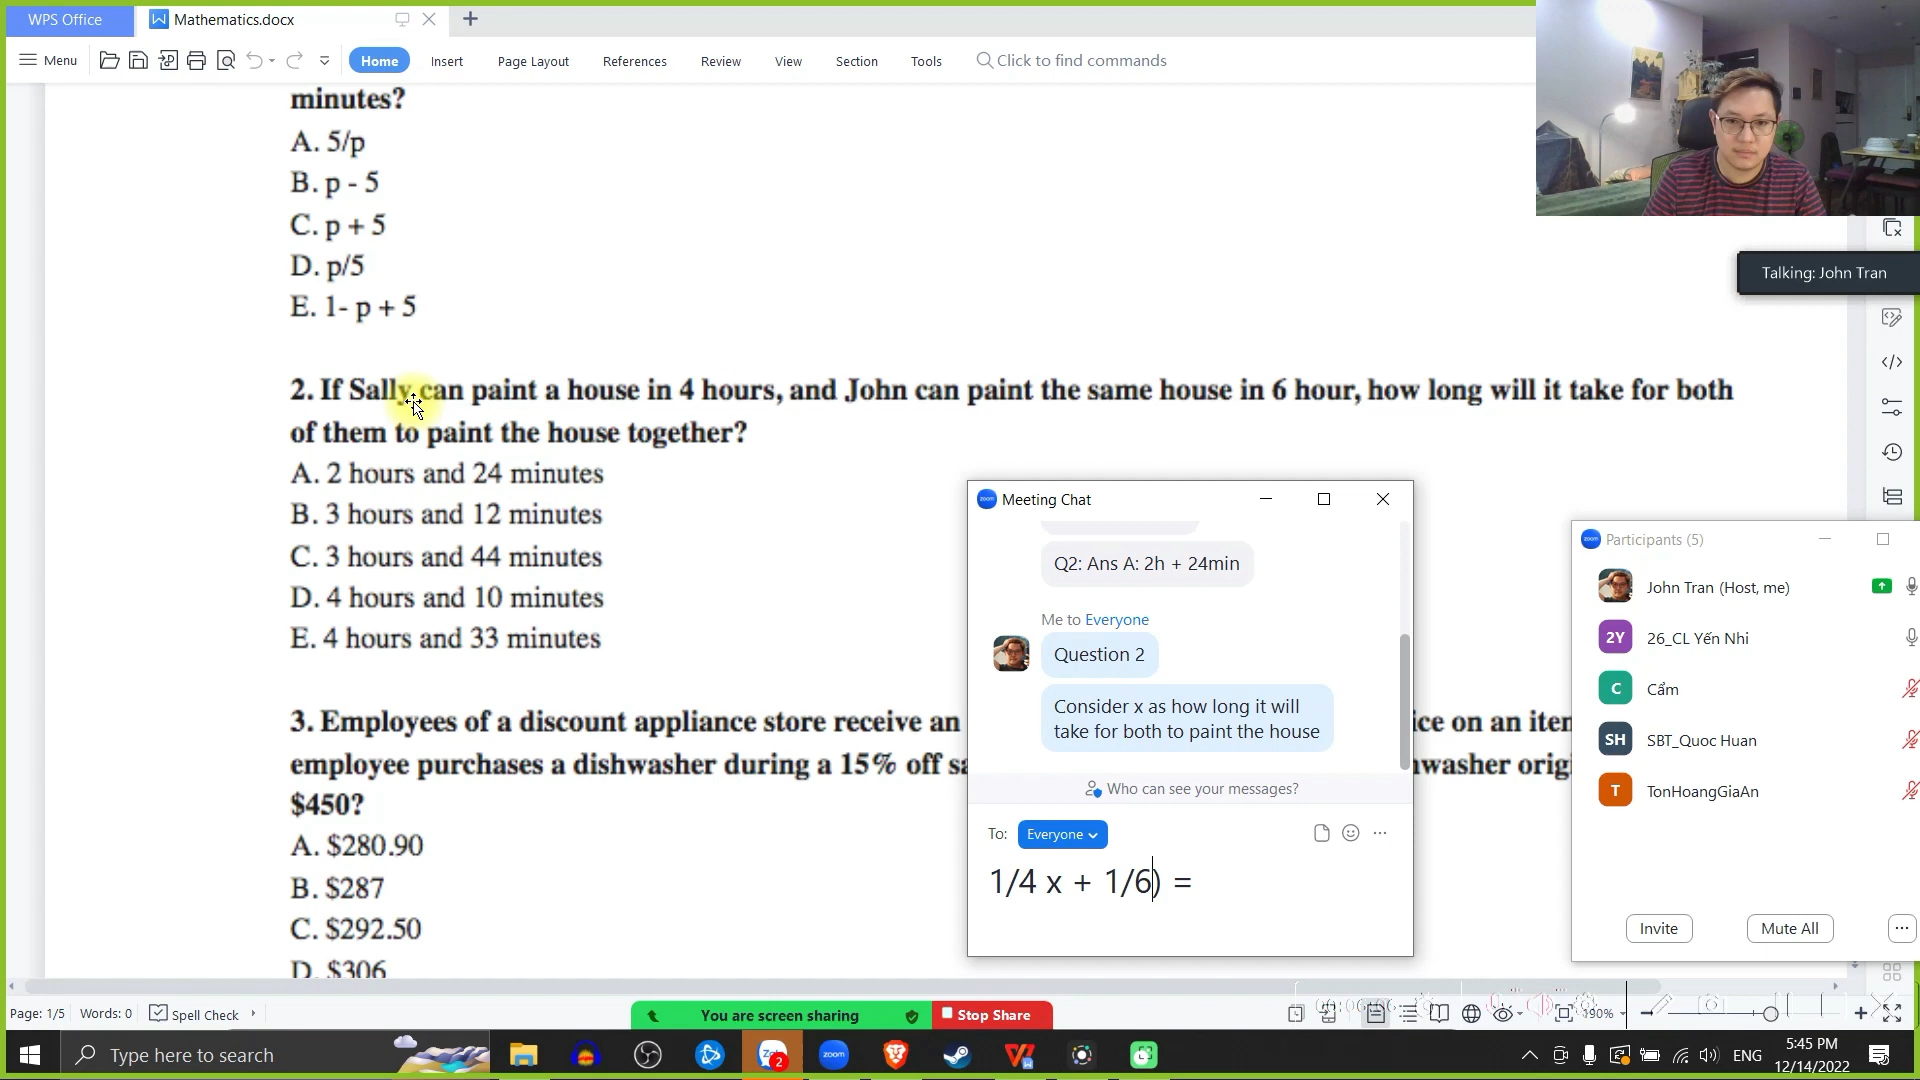 WPS Office
Mathematics.docx
Menu
Home
Insert
Page Layout
References
Review
View
Section
Tools
Click to find commands
minutes?
A. 5/p
B. p - 5
C. p + 5
D. p/5
E. 1- p + 5
2. If Sally can paint a house in 4 hours, and John can paint the same house in 6 hour, how long will it take for both
of them to paint the house together?
A. 2 hours and 24 minutes
B. 3 hours and 12 minutes
C. 3 hours and 44 minutes
D. 4 hours and 10 minutes
E. 4 hours and 33 minutes
3. Employees of a discount appliance store receive an
ice on an iten
employee purchases a dishwasher during a 15% off sa
washer orig
$450?
A. $280.90
B. $287
C. $292.50
D. $306
Talking: John Tran
zoom
Meeting Chat
Q2: Ans A: 2h + 24min
Me to Everyone
Question 2
Consider x as how long it will
take for both to paint the house
Who can see your messages?
To:
Everyone
1/4 x + 1/6) =
zoom
Participants (5)
John Tran (Host, me)
2Y
26_CL Yến Nhi
C
Cẩm
SH
SBT_Quoc Huan
T
TonHoangGiaAn
Invite
Mute All
Page: 1/5
Words: 0
Spell Check
You are screen sharing
Stop Share
190%
Type here to search
2
zoom
ENG
5:45 PM
12/14/2022